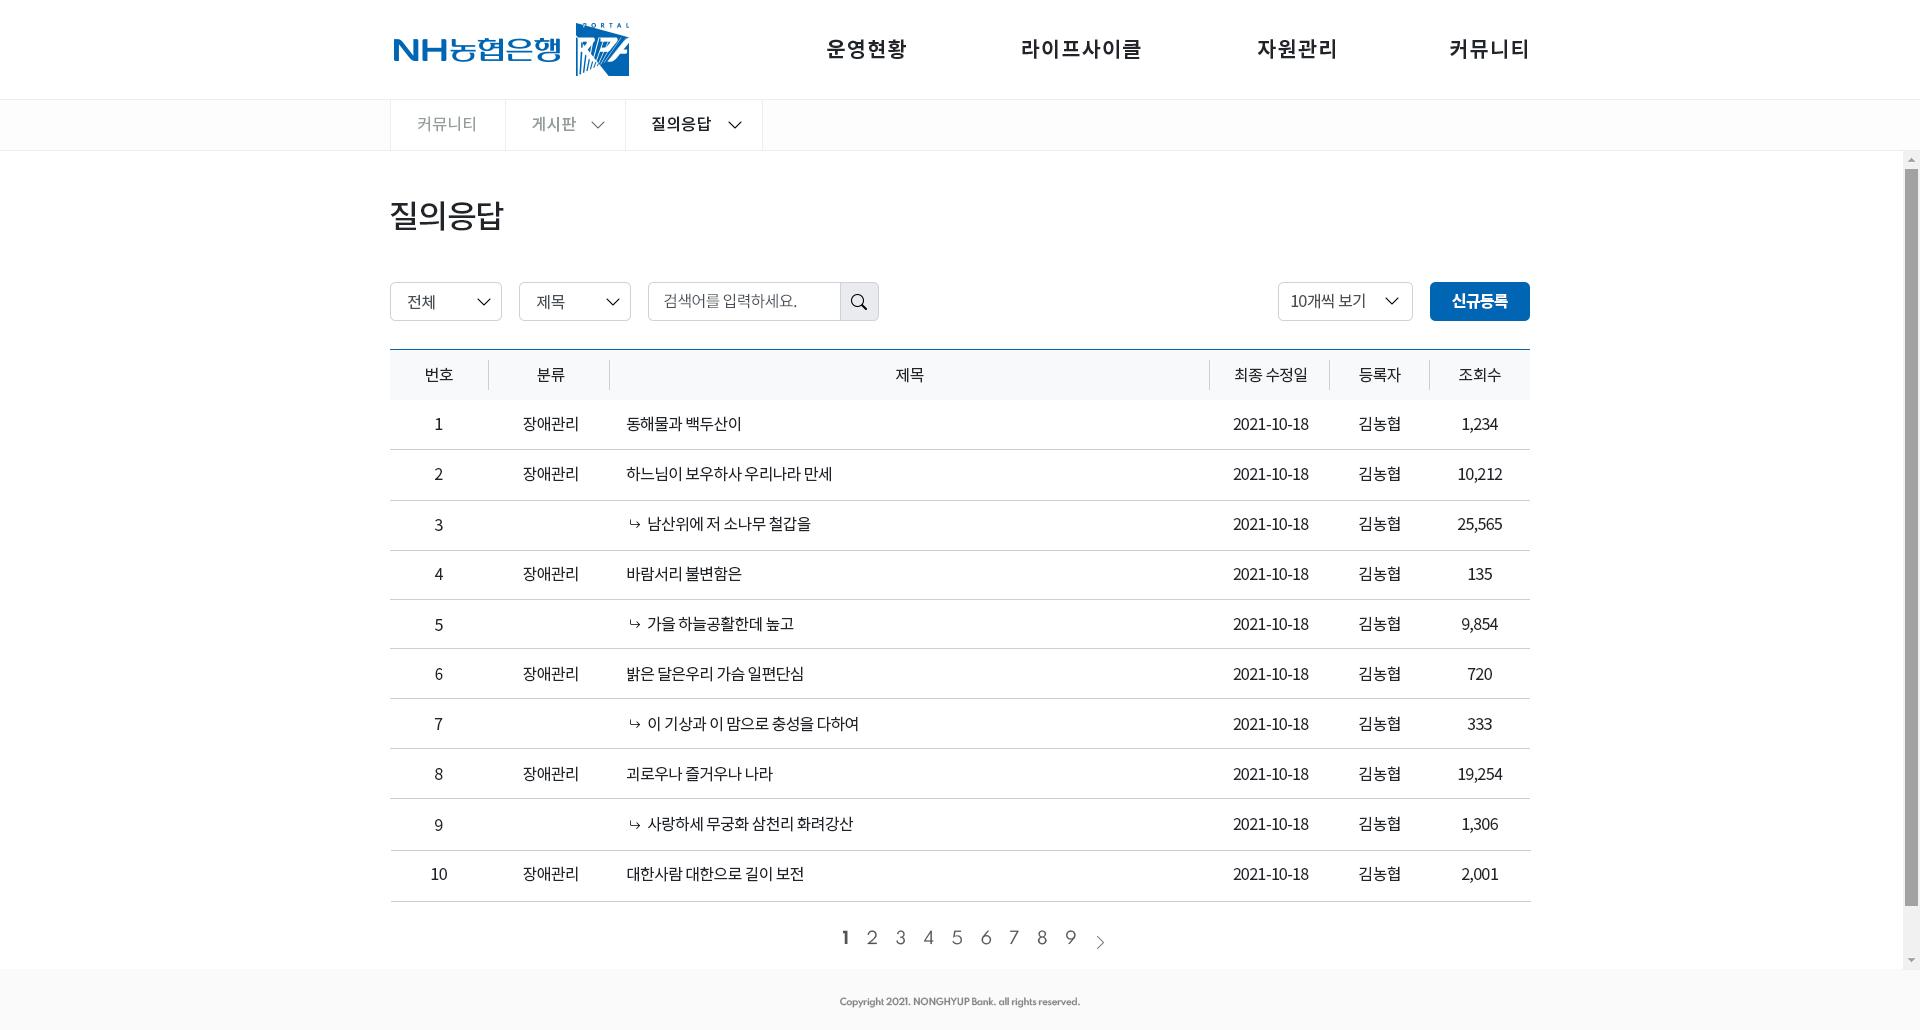 NH농협은행 PORTAL RPA
운영현황 라이프사이클 자원관리 커뮤니티
커뮤니티 게시판 질의응답
질의응답
전체 제목 검색어를 입력하세요. 10개씩 보기 신규등록
번호 분류 제목 최종 수정일 등록자 조회수
1 장애관리 동해물과 백두산이 2021-10-18 김농협 1,234
2 장애관리 하느님이 보우하사 우리나라 만세 2021-10-18 김농협 10,212
3 남산위에 저 소나무 철갑을 2021-10-18 김농협 25,565
4 장애관리 바람서리 불변함은 2021-10-18 김농협 135
5 가을 하늘공활한데 높고 2021-10-18 김농협 9,854
6 장애관리 밝은 달은우리 가슴 일편단심 2021-10-18 김농협 720
7 이 기상과 이 맘으로 충성을 다하여 2021-10-18 김농협 333
8 장애관리 괴로우나 즐거우나 나라 2021-10-18 김농협 19,254
9 사랑하세 무궁화 삼천리 화려강산 2021-10-18 김농협 1,306
10 장애관리 대한사람 대한으로 길이 보전 2021-10-18 김농협 2,001
1 2 3 4 5 6 7 8 9
Copyright 2021. NONGHYUP Bank. all rights reserved.